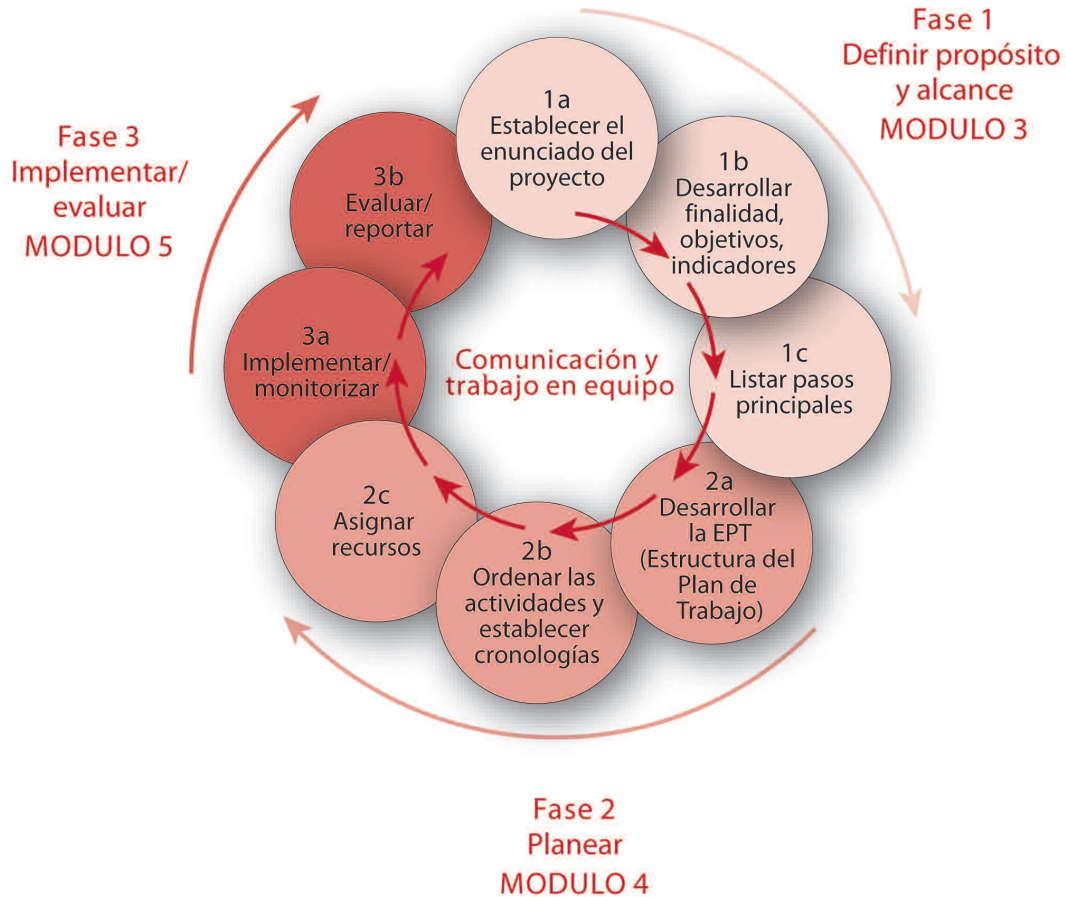 Fase 1
Definir propósito
y alcance
MODULO 3
1a
Establecer el
enunciado del
proyecto
1b
Desarrollar
finalidad,
objetivos,
indicadores
1c
Listar pasos
principales
2a
Desarrollar
la EPT
(Estructura del
Plan de
Trabajo)
2b
Ordenar las
actividades y
establecer
cronologías
2c
Asignar
recursos
3a
Implementar/
monitorizar
3b
Evaluar/
reportar
Comunicación y
trabajo en equipo
Fase 3
Implementar/
evaluar
MODULO 5
Fase 2
Planear
MODULO 4